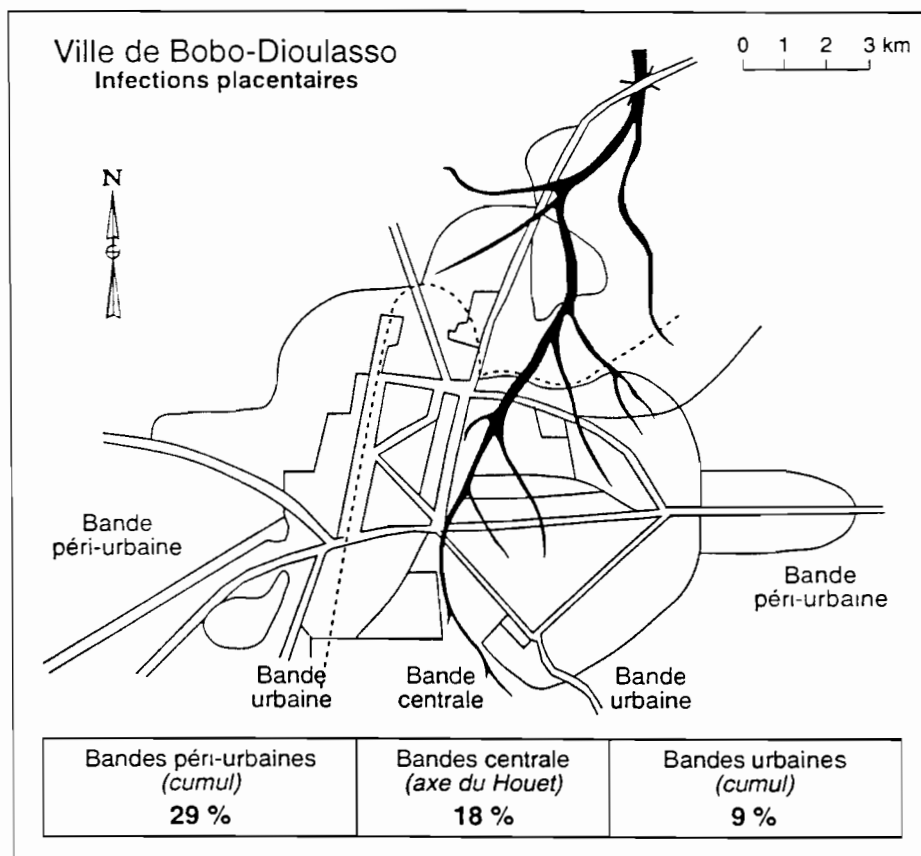 Ville de Bobo-Dioulasso
Infections placentaires
0 1 2 3 km
N
Bande
péri-urbaine
Bande
péri-urbaine
Bande
urbaine
Bande
centrale
Bande
urbaine
Bandes péri-urbaines
(cumul)
29 %
Bandes centrale
(axe du Houet)
18 %
Bandes urbaines
(cumul)
9 %